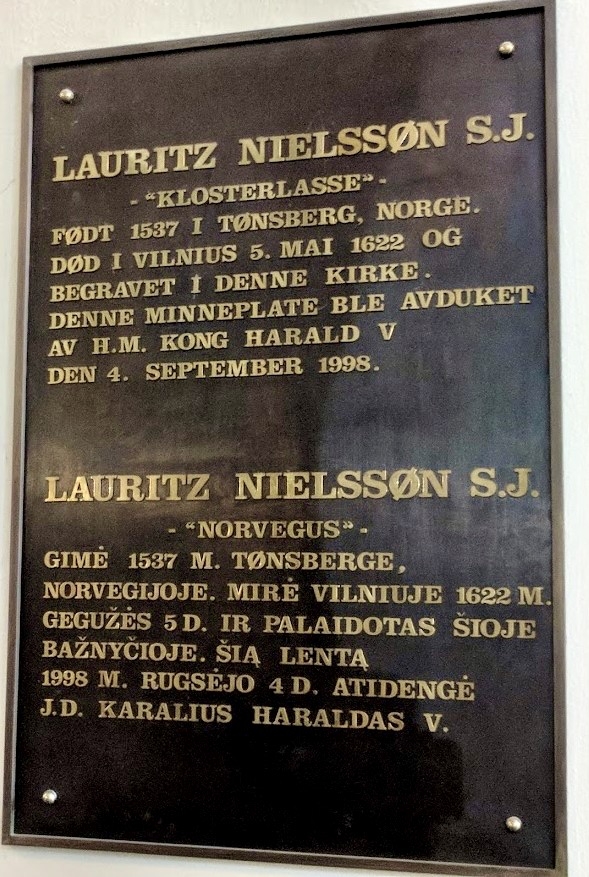 LAURITZ NIELSSØN S.J.
- "KLOSTERLASSE" -
FØDT 1537 I TØNSBERG, NORGE.
DØD I VILNIUS 5. MAI 1622 OG
BEGRAVET I DENNE KIRKE.
DENNE MINNEPLATE BLE AVDUKET
AV H.M. KONG HARALD V
DEN 4. SEPTEMBER 1998.
LAURITZ NIELSSØN S.J.
- "NORVEGUS" -
GIMĖ 1537 M. TØNSBERGE,
NORVEGIJOJE. MIRĖ VILNIUJE 1622 M.
GEGUŽĖS 5 D. IR PALAIDOTAS ŠIOJE
BAŽNYČIOJE. ŠIĄ LENTĄ
1998 M. RUGSĖJO 4 D. ATIDENGĖ
J.D. KARALIUS HARALDAS V.